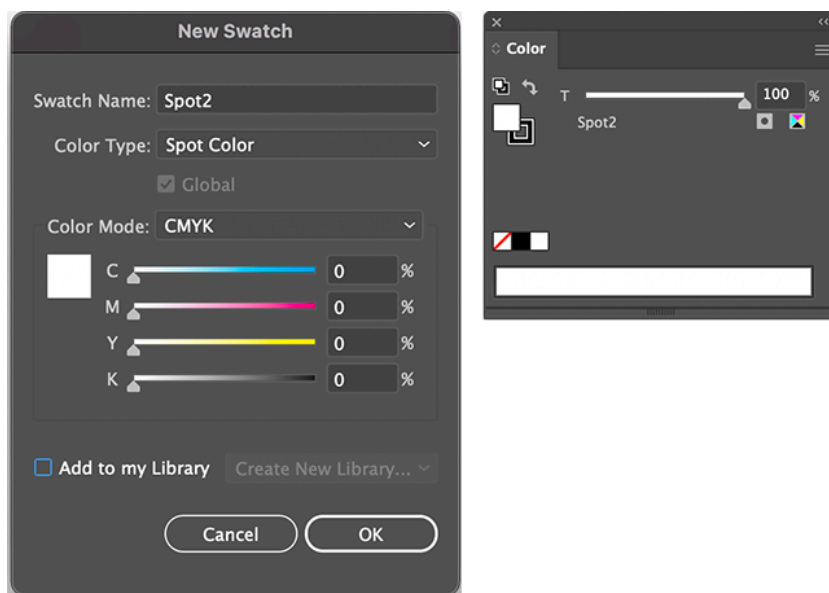 New Swatch
Swatch Name: Spot2
Color Type: Spot Color
Global
Color Mode: CMYK
C 0 %
M 0 %
Y 0 %
K 0 %
Add to my Library Create New Library...
Cancel OK
Color
T 100 %
Spot2